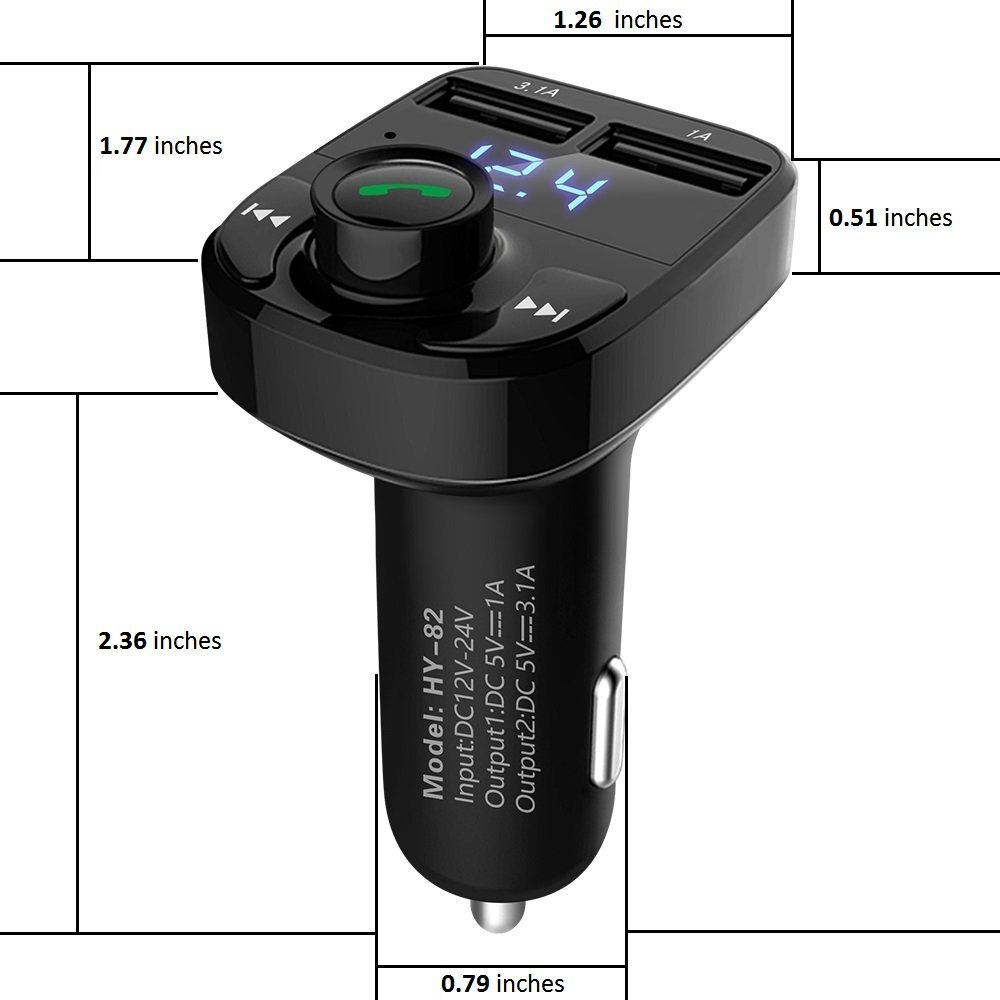 1.26 inches
3.1A
1A
1.77 inches
12.4
0.51 inches
2.36 inches
Model: HY-82
Input:DC12V-24V
Output1:DC 5V⎓1A
Output2:DC 5V⎓3.1A
0.79 inches